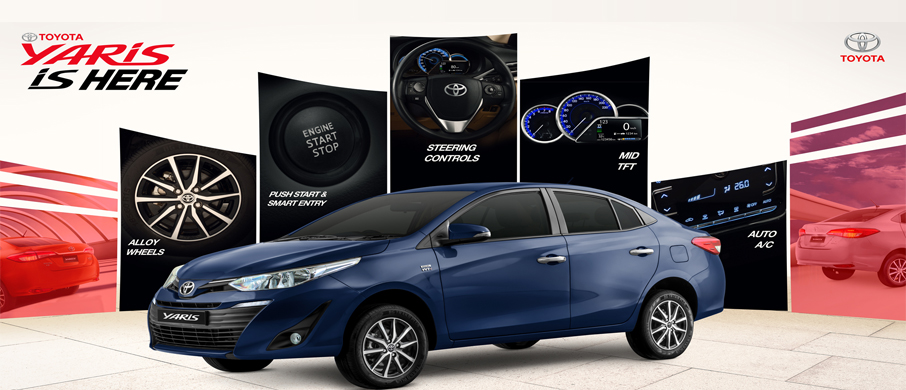 TOYOTA
YARiS
iS HERE
TOYOTA
ALLOY
WHEELS
ENGINE
START
STOP
PUSH START &
SMART ENTRY
STEERING
CONTROLS
MID
TFT
26.0
AUTO
A/C
YARiS